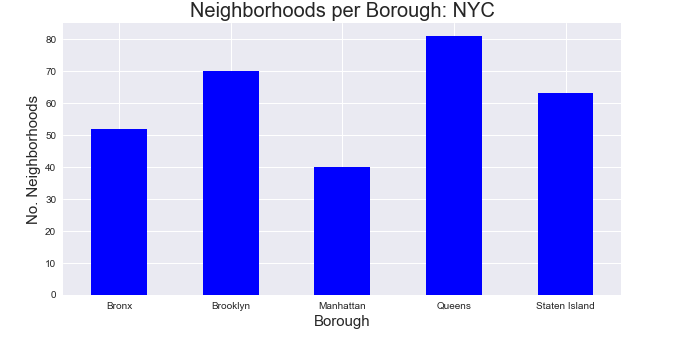 Neighborhoods per Borough: NYC
No. Neighborhoods
80
70
60
50
40
30
20
10
0
Bronx Brooklyn Manhattan Queens Staten Island
Borough